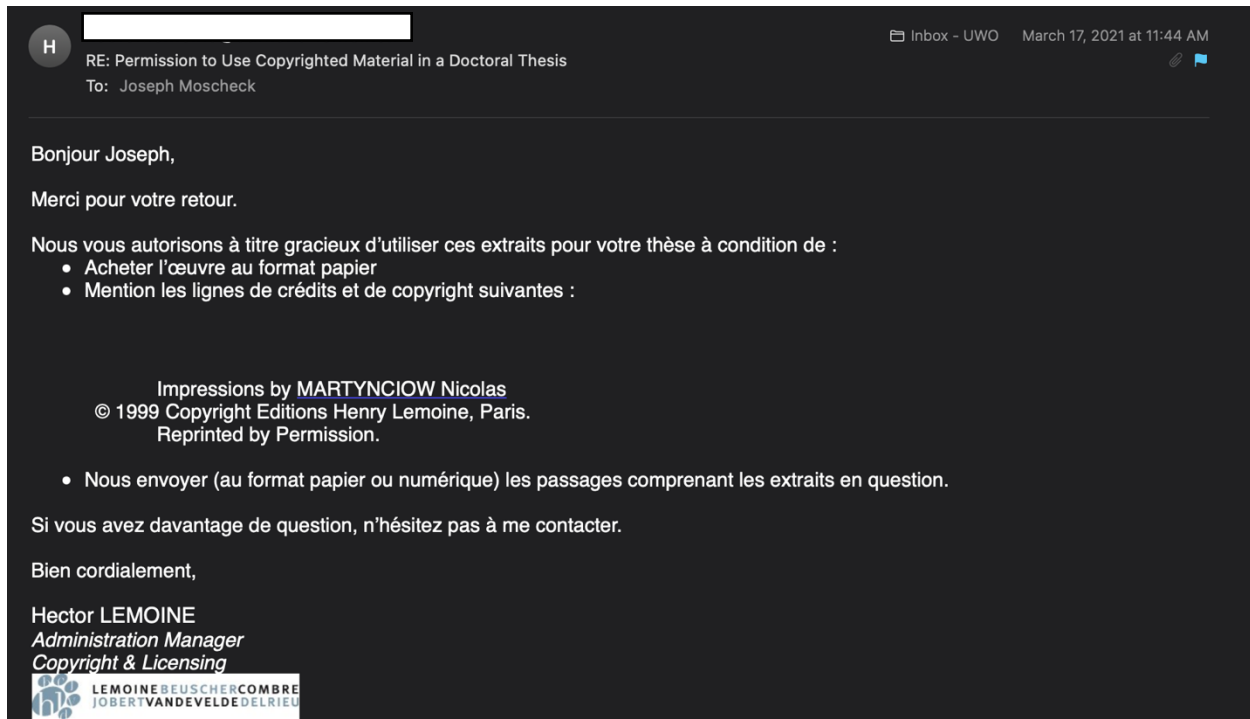 H
Inbox - UWO March 17, 2021 at 11:44 AM
RE: Permission to Use Copyrighted Material in a Doctoral Thesis
To: Joseph Moscheck
Bonjour Joseph,
Merci pour votre retour.
Nous vous autorisons à titre gracieux d’utiliser ces extraits pour votre thèse à condition de :
• Acheter l’œuvre au format papier
• Mention les lignes de crédits et de copyright suivantes :
Impressions by MARTYNCIOW Nicolas
© 1999 Copyright Editions Henry Lemoine, Paris.
Reprinted by Permission.
• Nous envoyer (au format papier ou numérique) les passages comprenant les extraits en question.
Si vous avez davantage de question, n’hésitez pas à me contacter.
Bien cordialement,
Hector LEMOINE
Administration Manager
Copyright & Licensing
LEMOINEBEUSCHERCOMBRE
JOBERTVANDEVELDEDELRIEU